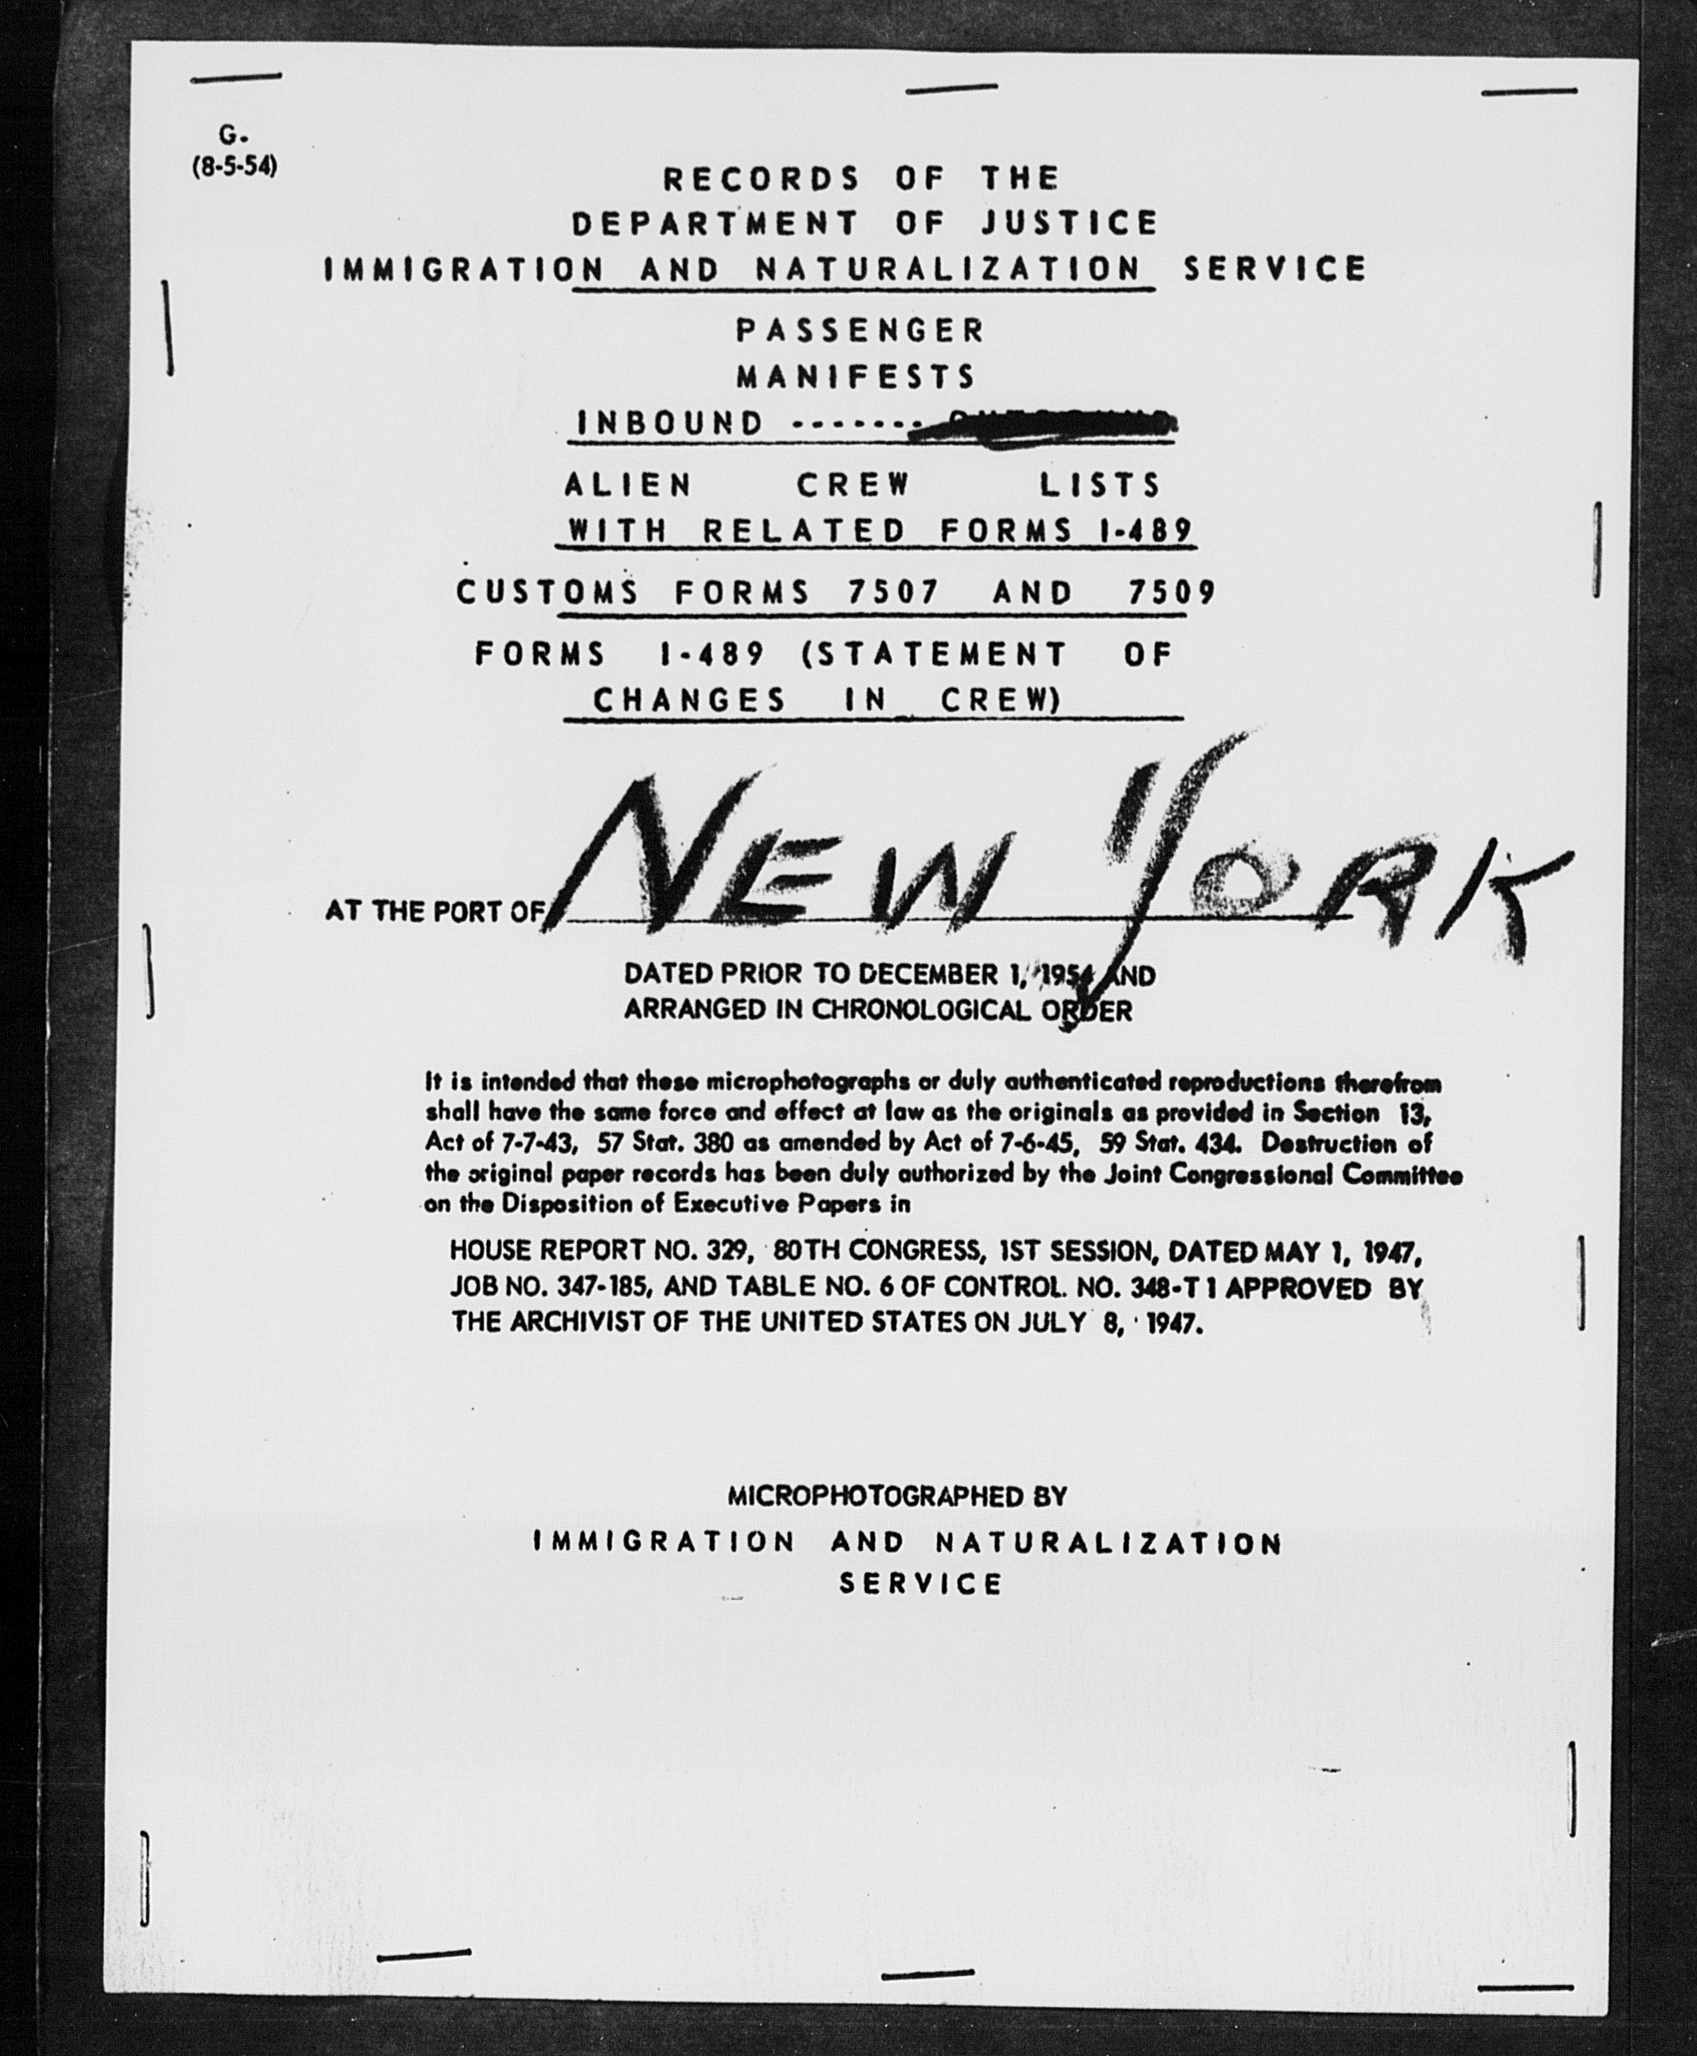 G.
(8-5-54)
RECORDS OF THE
DEPARTMENT OF JUSTICE
IMMIGRATION AND NATURALIZATION SERVICE
PASSENGER
MANIFESTS
INBOUND -------
ALIEN CREW LISTS
WITH RELATED FORMS I-489
CUSTOMS FORMS 7507 AND 7509
FORMS I-489 (STATEMENT OF
CHANGES IN CREW)
AT THE PORT OF NEW YORK
DATED PRIOR TO DECEMBER 1, 1954 AND
ARRANGED IN CHRONOLOGICAL ORDER
It is intended that these microphotographs or duly authenticated reproductions therefrom
shall have the same force and effect at law as the originals as provided in Section 13,
Act of 7-7-43, 57 Stat. 380 as amended by Act of 7-6-45, 59 Stat. 434. Destruction of
the original paper records has been duly authorized by the Joint Congressional Committee
on the Disposition of Executive Papers in
HOUSE REPORT NO. 329, 80TH CONGRESS, 1ST SESSION, DATED MAY 1, 1947,
JOB NO. 347-185, AND TABLE NO. 6 OF CONTROL NO. 348-T1 APPROVED BY
THE ARCHIVIST OF THE UNITED STATES ON JULY 8, 1947.
MICROPHOTOGRAPHED BY
IMMIGRATION AND NATURALIZATION
SERVICE